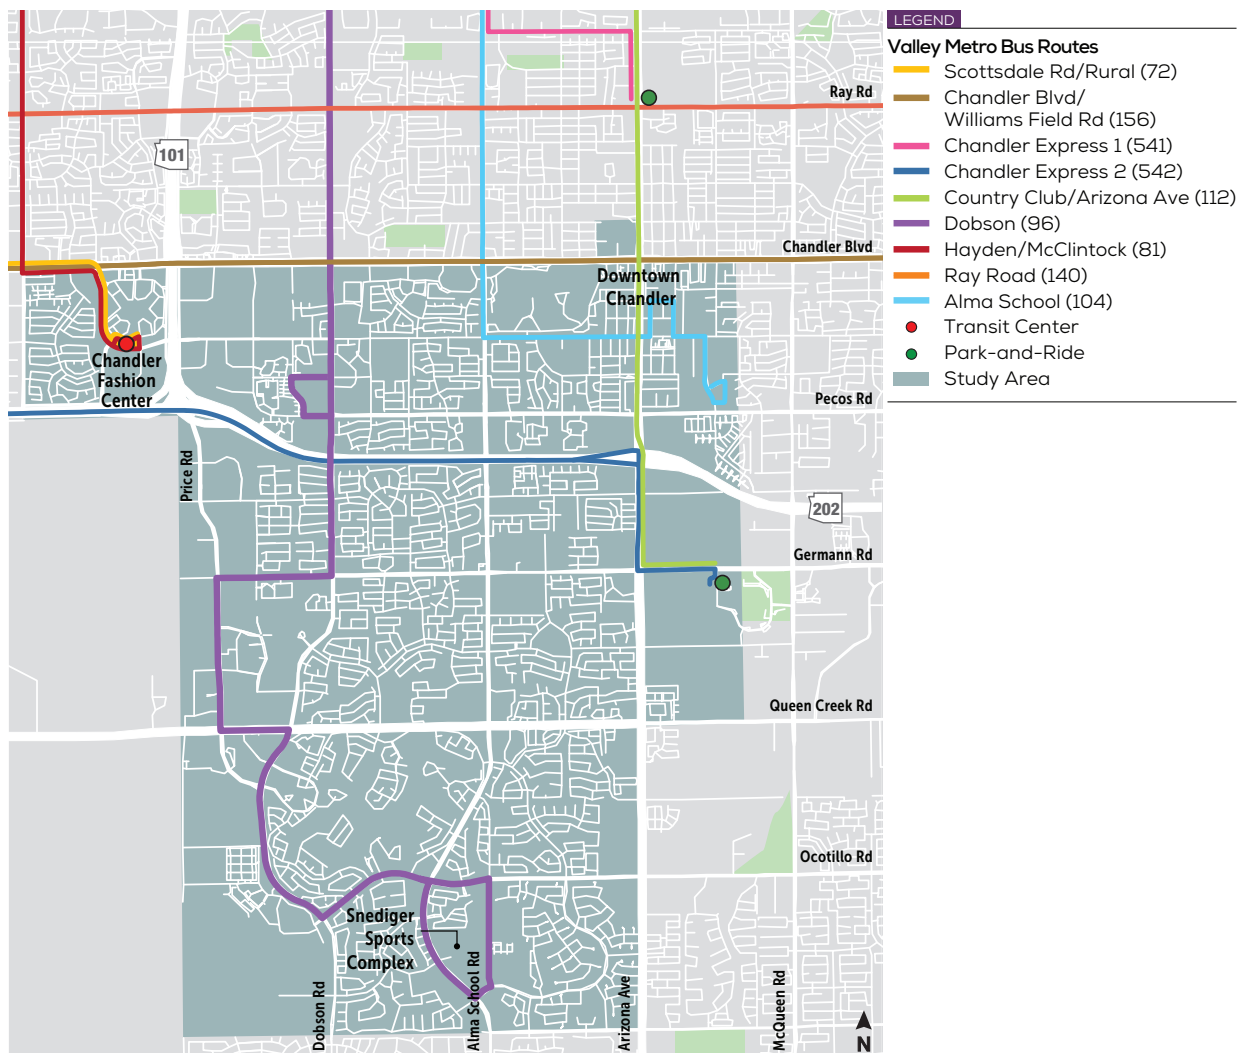 LEGEND
Valley Metro Bus Routes
Scottsdale Rd/Rural (72)
Chandler Blvd/
Williams Field Rd (156)
Chandler Express 1 (541)
Chandler Express 2 (542)
Country Club/Arizona Ave (112)
Dobson (96)
Hayden/McClintock (81)
Ray Road (140)
Alma School (104)
Transit Center
Park-and-Ride
Study Area
Ray Rd
101
Chandler Blvd
Downtown
Chandler
Chandler
Fashion
Center
Pecos Rd
Price Rd
202
Germann Rd
Queen Creek Rd
Ocotillo Rd
Snediger
Sports
Complex
Dobson Rd
Alma School Rd
Arizona Ave
McQueen Rd
N